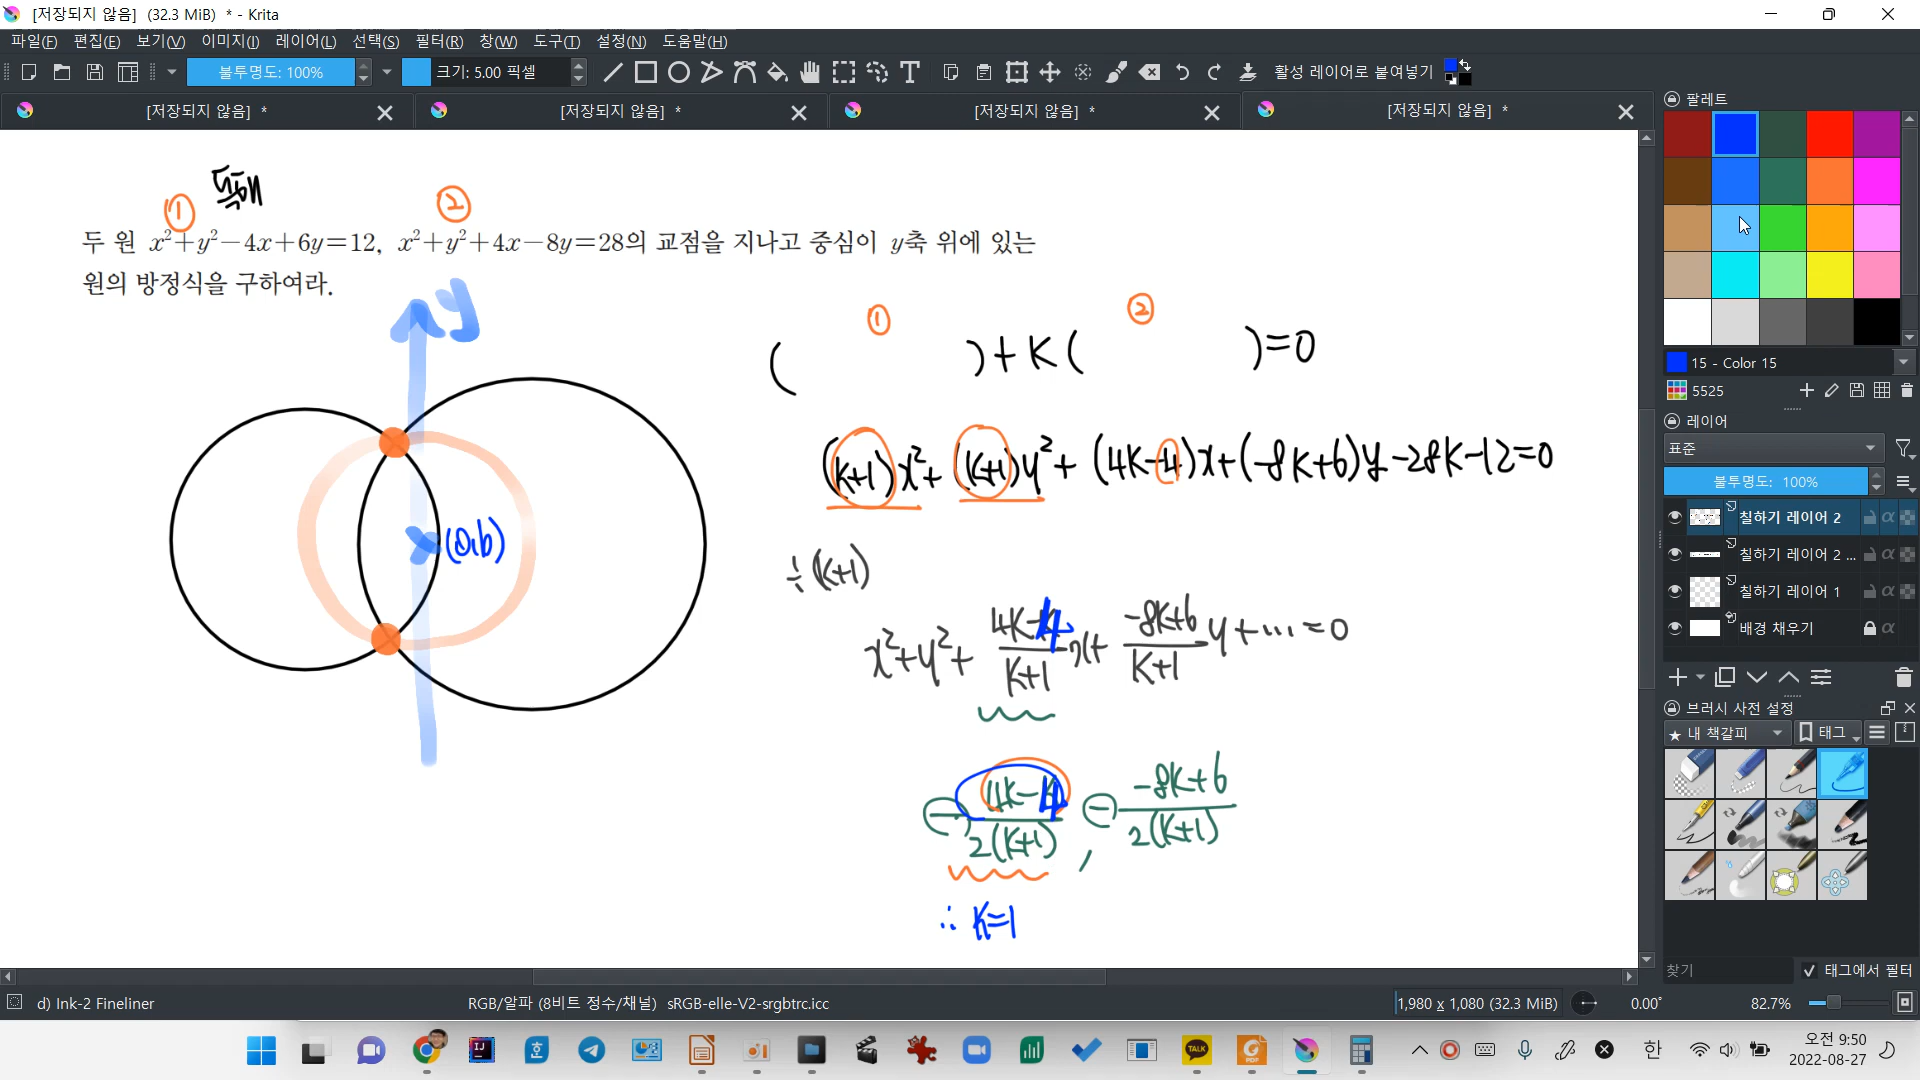 [저장되지 않음] (32.3 MiB) * - Krita
파일(F) 편집(E) 보기(V) 이미지(I) 레이어(L) 선택(S) 필터(R) 창(W) 도구(T) 설정(N) 도움말(H)
불투명도: 100% 크기: 5.00 픽셀 활성 레이어로 붙여넣기
[저장되지 않음] * [저장되지 않음] * [저장되지 않음] * [저장되지 않음] *
① ②
두 원 x²+y²−4x+6y=12, x²+y²+4x−8y=28의 교점을 지나고 중심이 y축 위에 있는
원의 방정식을 구하여라.
y
(0,b)
① ②
( )+K( )=0
(K+1)x²+(K+1)y²+(4K-4)x+(-8K+6)y-28K-12=0
÷(K+1)
x²+y²+ (4K-4)/(K+1) x+ (-8K+6)/(K+1) y+…=0
- (4K-4)/(2(K+1)) , - (-8K+6)/(2(K+1))
∴ K=1
팔레트
15 - Color 15
5525
레이어
표준
불투명도: 100%
칠하기 레이어 2
칠하기 레이어 2 ...
칠하기 레이어 1
배경 채우기
브러시 사전 설정
★ 내 책갈피 태그
찾기 태그에서 필터
d) Ink-2 Fineliner RGB/알파 (8비트 정수/채널) sRGB-elle-V2-srgbtrc.icc 1,980 x 1,080 (32.3 MiB) 0.00° 82.7%
IJ
TALK
PDF
한
오전 9:50
2022-08-27